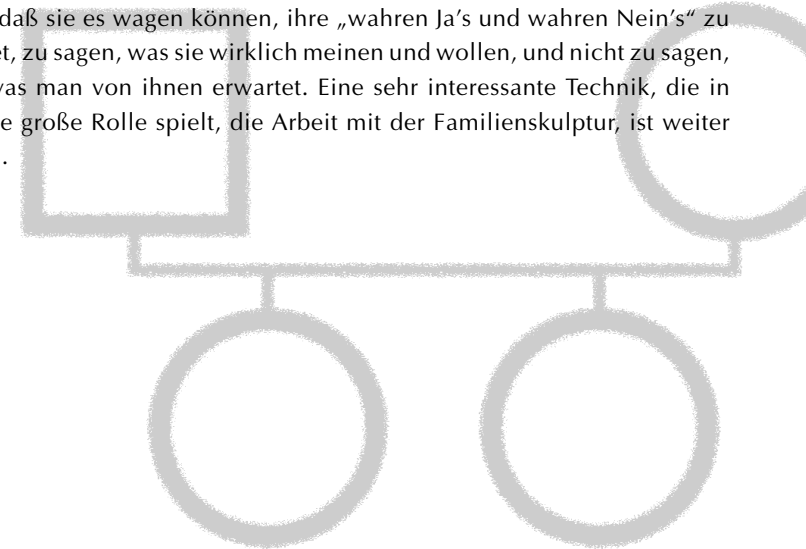 daß sie es wagen können, ihre „wahren Ja's und wahren Nein's“ zu
et, zu sagen, was sie wirklich meinen und wollen, und nicht zu sagen,
was man von ihnen erwartet. Eine sehr interessante Technik, die in
e große Rolle spielt, die Arbeit mit der Familienskulptur, ist weiter
.